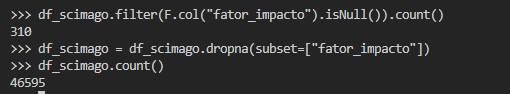 >>> df_scimago.filter(F.col("fator_impacto").isNull()).count()
310
>>> df_scimago = df_scimago.dropna(subset=["fator_impacto"])
>>> df_scimago.count()
46595